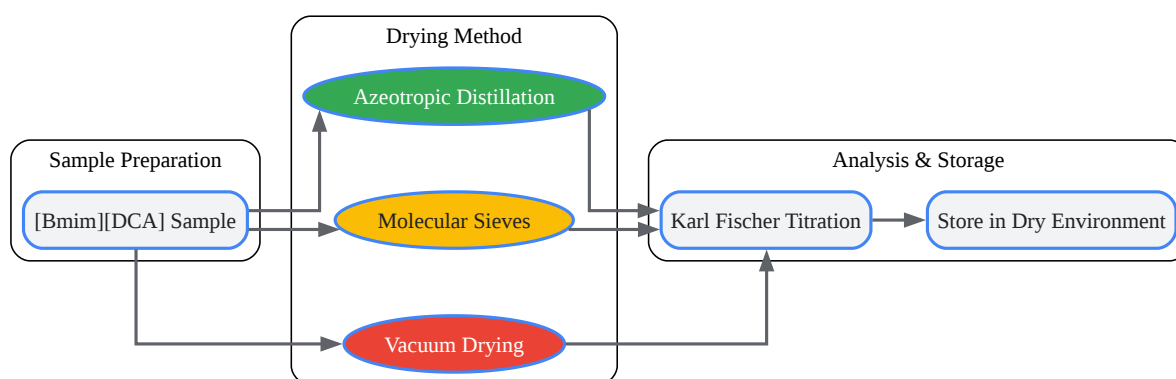 Sample Preparation
[Bmim][DCA] Sample
Drying Method
Azeotropic Distillation
Molecular Sieves
Vacuum Drying
Analysis & Storage
Karl Fischer Titration
Store in Dry Environment